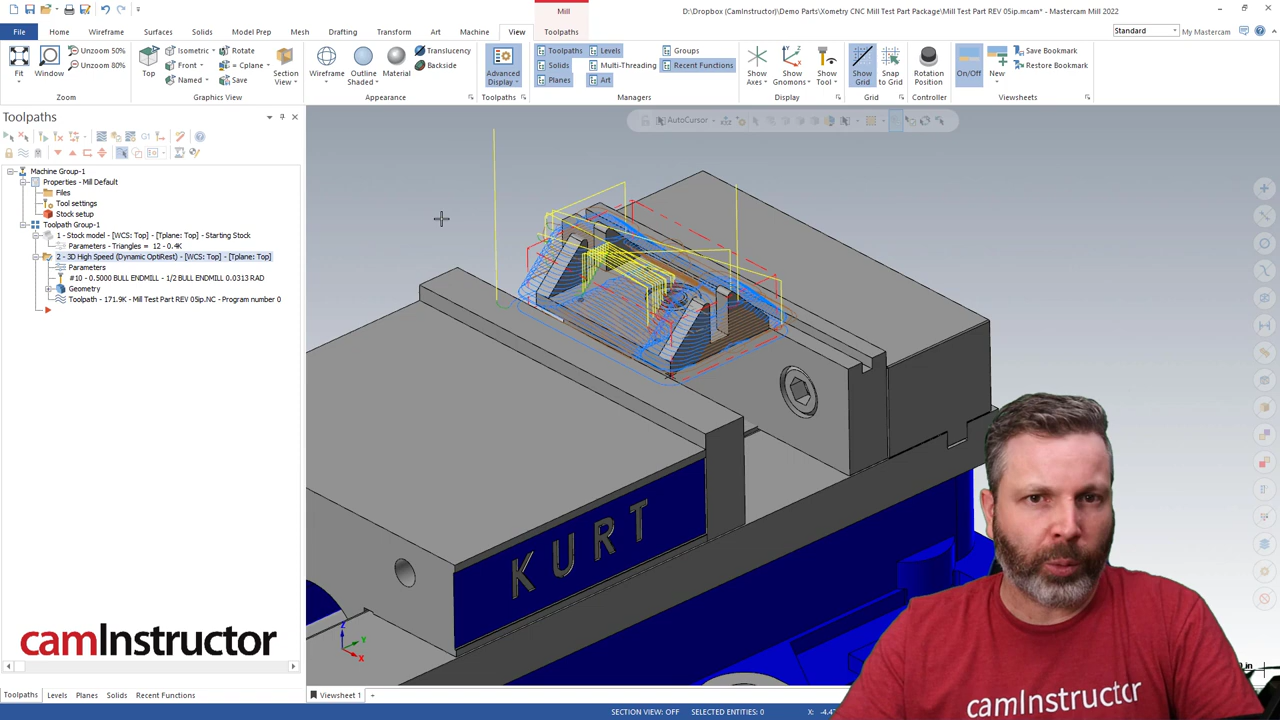 Mill
D:\Dropbox (CamInstructor)\Demo Parts\Xometry CNC Mill Test Part Package\Mill Test Part REV 05ip.mcam* - Mastercam Mill 2022
File Home Wireframe Surfaces Solids Model Prep Mesh Drafting Transform Art Machine View Toolpaths
Standard My Mastercam
Fit Window Unzoom 50% Unzoom 80%
Zoom
Top Isometric Front Named Rotate = Cplane Save Section View
Graphics View
Wireframe Outline Shaded Material Translucency Backside
Appearance
Advanced Display
Toolpaths
Toolpaths Solids Planes Levels Multi-Threading Art Groups Recent Functions
Managers
Show Axes Show Gnomons Show Tool
Display
Show Grid Snap to Grid
Grid
Rotation Position
Controller
On/Off New Save Bookmark Restore Bookmark
Viewsheets
Toolpaths
AutoCursor
G1
Machine Group-1
Properties - Mill Default
Files
Tool settings
Stock setup
Toolpath Group-1
1 - Stock model - [WCS: Top] - [Tplane: Top] - Starting Stock
Parameters - Triangles = 12 - 0.4K
2 - 3D High Speed (Dynamic OptiRest) - [WCS: Top] - [Tplane: Top]
Parameters
#10 - 0.5000 BULL ENDMILL - 1/2 BULL ENDMILL 0.0313 RAD
Geometry
Toolpath - 171.9K - Mill Test Part REV 05ip.NC - Program number 0
KURT
camInstructor
Z
Y
X
camInstructor
Toolpaths Levels Planes Solids Recent Functions
Viewsheet 1 +
SECTION VIEW: OFF SELECTED ENTITIES: 0 X: